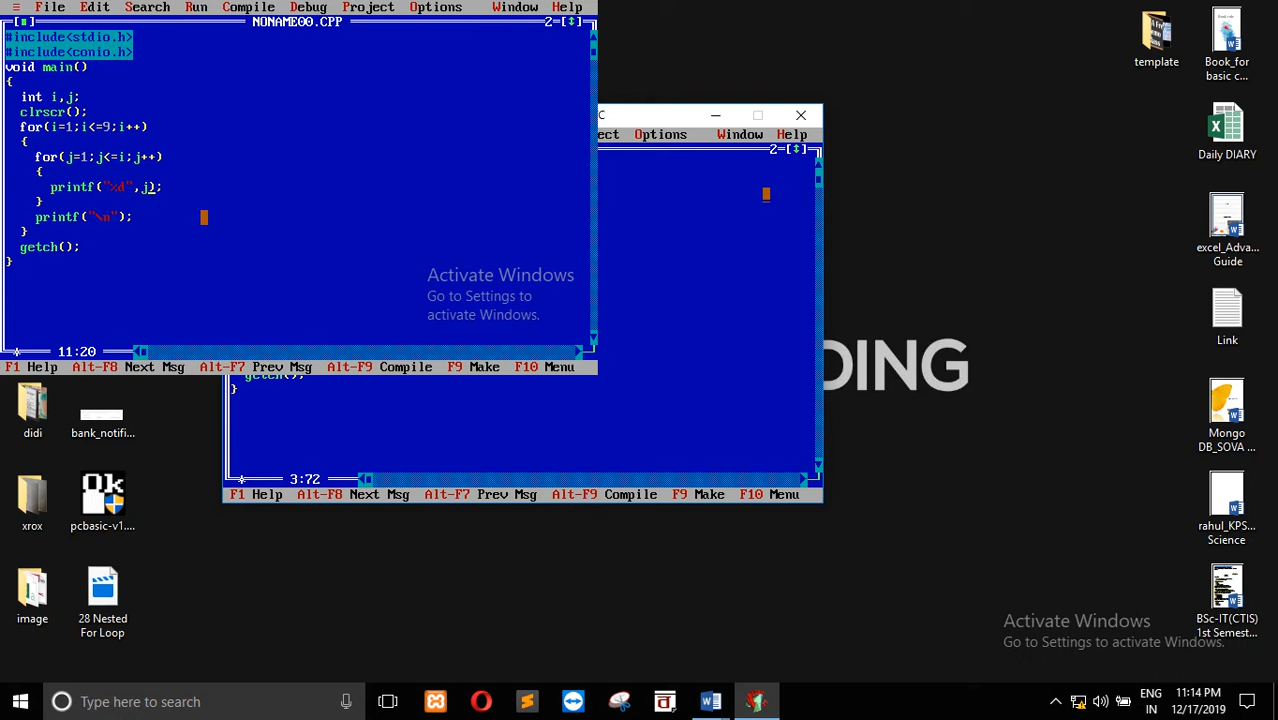 ≡ File Edit Search Run Compile Debug Project Options Window Help
NONAME00.CPP 2
#include<stdio.h>
#include<conio.h>
void main()
{
int i,j;
clrscr();
for(i=1;i<=9;i++)
{
for(j=1;j<=i;j++)
{
printf("%d",j);
}
printf("\n");
}
getch();
}
Activate Windows
Go to Settings to
activate Windows.
11:20
F1 Help Alt-F8 Next Msg Alt-F7 Prev Msg Alt-F9 Compile F9 Make F10 Menu
C
ect Options Window Help
2
getch();
}
3:72
F1 Help Alt-F8 Next Msg Alt-F7 Prev Msg Alt-F9 Compile F9 Make F10 Menu
DING
template
Book_for
basic c...
Daily DIARY
excel_Adva...
Guide
Link
Mongo
DB_SOVA ...
rahul_KPS...
Science
BSc-IT(CTIS)
1st Semest...
didi
bank_notifi...
xrox
Ok
pcbasic-v1....
image
28 Nested
For Loop
Activate Windows
Go to Settings to activate Windows.
Type here to search
ENG
IN
11:14 PM
12/17/2019